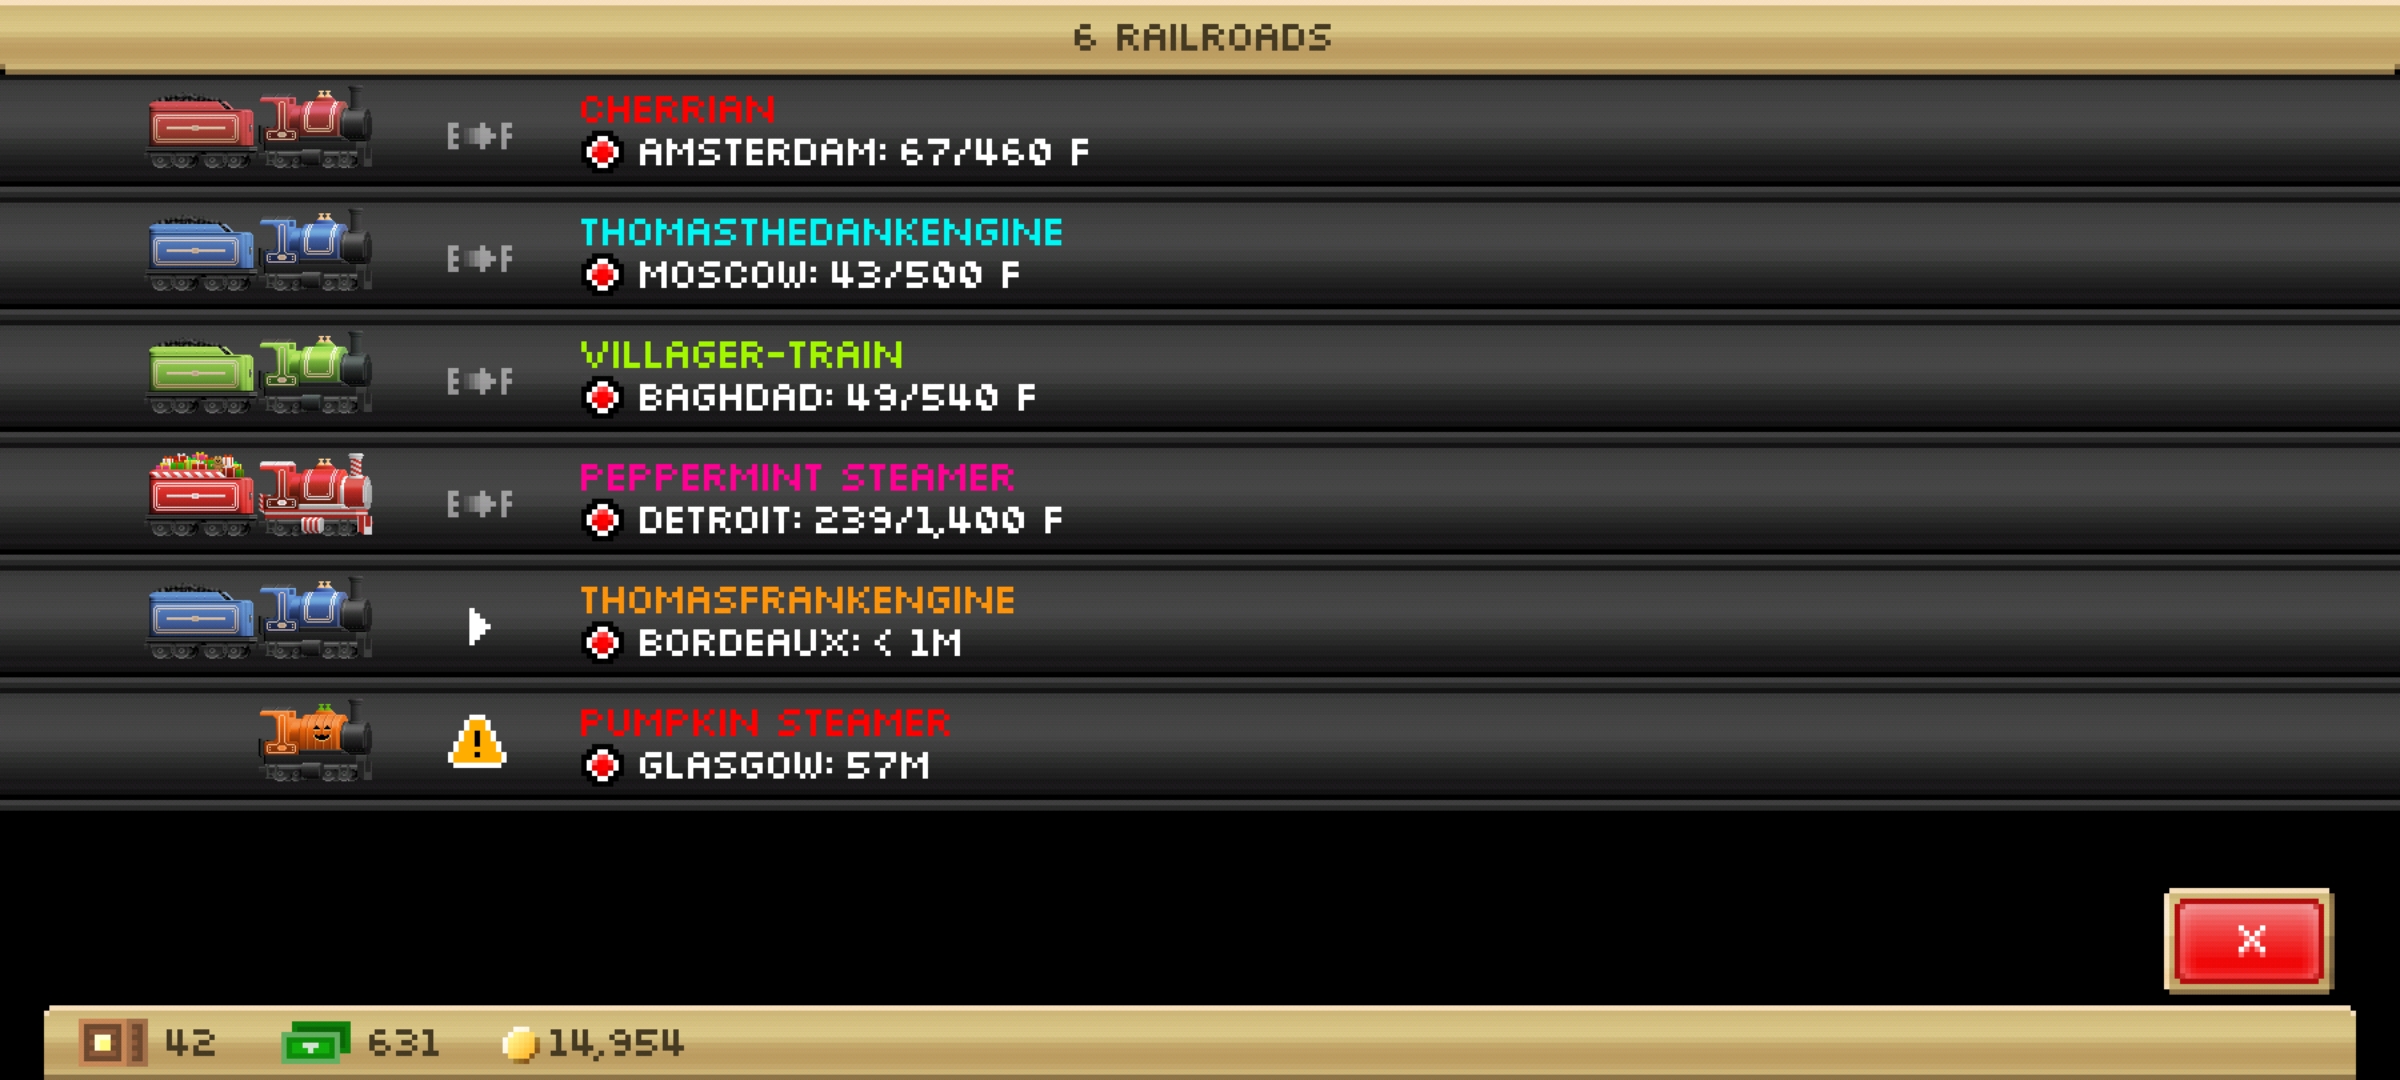 6 RAILROADS
E F
CHERRIAN
AMSTERDAM: 67/460 F
E F
THOMASTHEDANKENGINE
MOSCOW: 43/500 F
E F
VILLAGER-TRAIN
BAGHDAD: 49/540 F
E F
PEPPERMINT STEAMER
DETROIT: 239/1,400 F
THOMASFRANKENGINE
BORDEAUX: < 1M
!
PUMPKIN STEAMER
GLASGOW: 57M
X
42 631 14,954